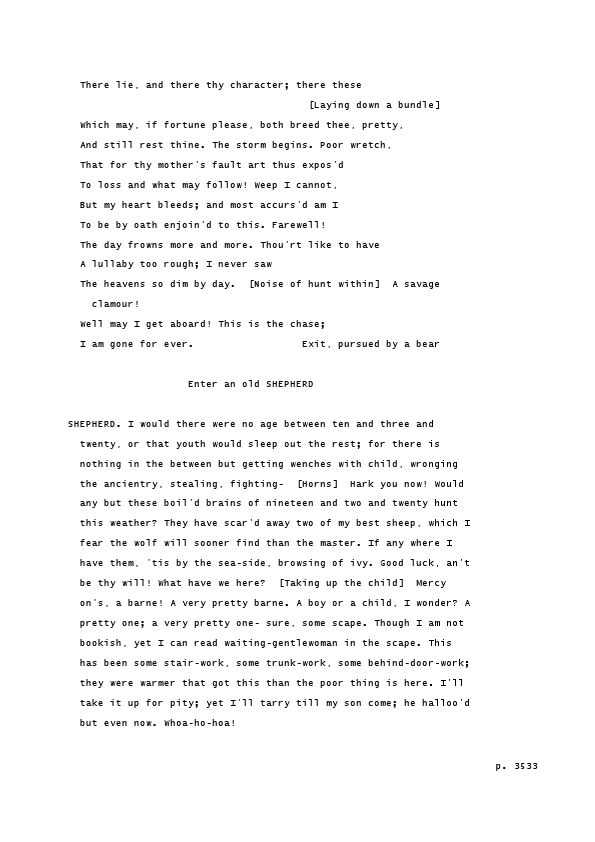 There lie, and there thy character; there these
[Laying down a bundle]
Which may, if fortune please, both breed thee, pretty,
And still rest thine. The storm begins. Poor wretch,
That for thy mother's fault art thus expos'd
To loss and what may follow! Weep I cannot,
But my heart bleeds; and most accurs'd am I
To be by oath enjoin'd to this. Farewell!
The day frowns more and more. Thou'rt like to have
A lullaby too rough; I never saw
The heavens so dim by day.  [Noise of hunt within]  A savage
clamour!
Well may I get aboard! This is the chase;
I am gone for ever.                  Exit, pursued by a bear
Enter an old SHEPHERD
SHEPHERD. I would there were no age between ten and three and
twenty, or that youth would sleep out the rest; for there is
nothing in the between but getting wenches with child, wronging
the ancientry, stealing, fighting-  [Horns]  Hark you now! Would
any but these boil'd brains of nineteen and two and twenty hunt
this weather? They have scar'd away two of my best sheep, which I
fear the wolf will sooner find than the master. If any where I
have them, 'tis by the sea-side, browsing of ivy. Good luck, an't
be thy will! What have we here?  [Taking up the child]  Mercy
on's, a barne! A very pretty barne. A boy or a child, I wonder? A
pretty one; a very pretty one- sure, some scape. Though I am not
bookish, yet I can read waiting-gentlewoman in the scape. This
has been some stair-work, some trunk-work, some behind-door-work;
they were warmer that got this than the poor thing is here. I'll
take it up for pity; yet I'll tarry till my son come; he halloo'd
but even now. Whoa-ho-hoa!
p. 3533